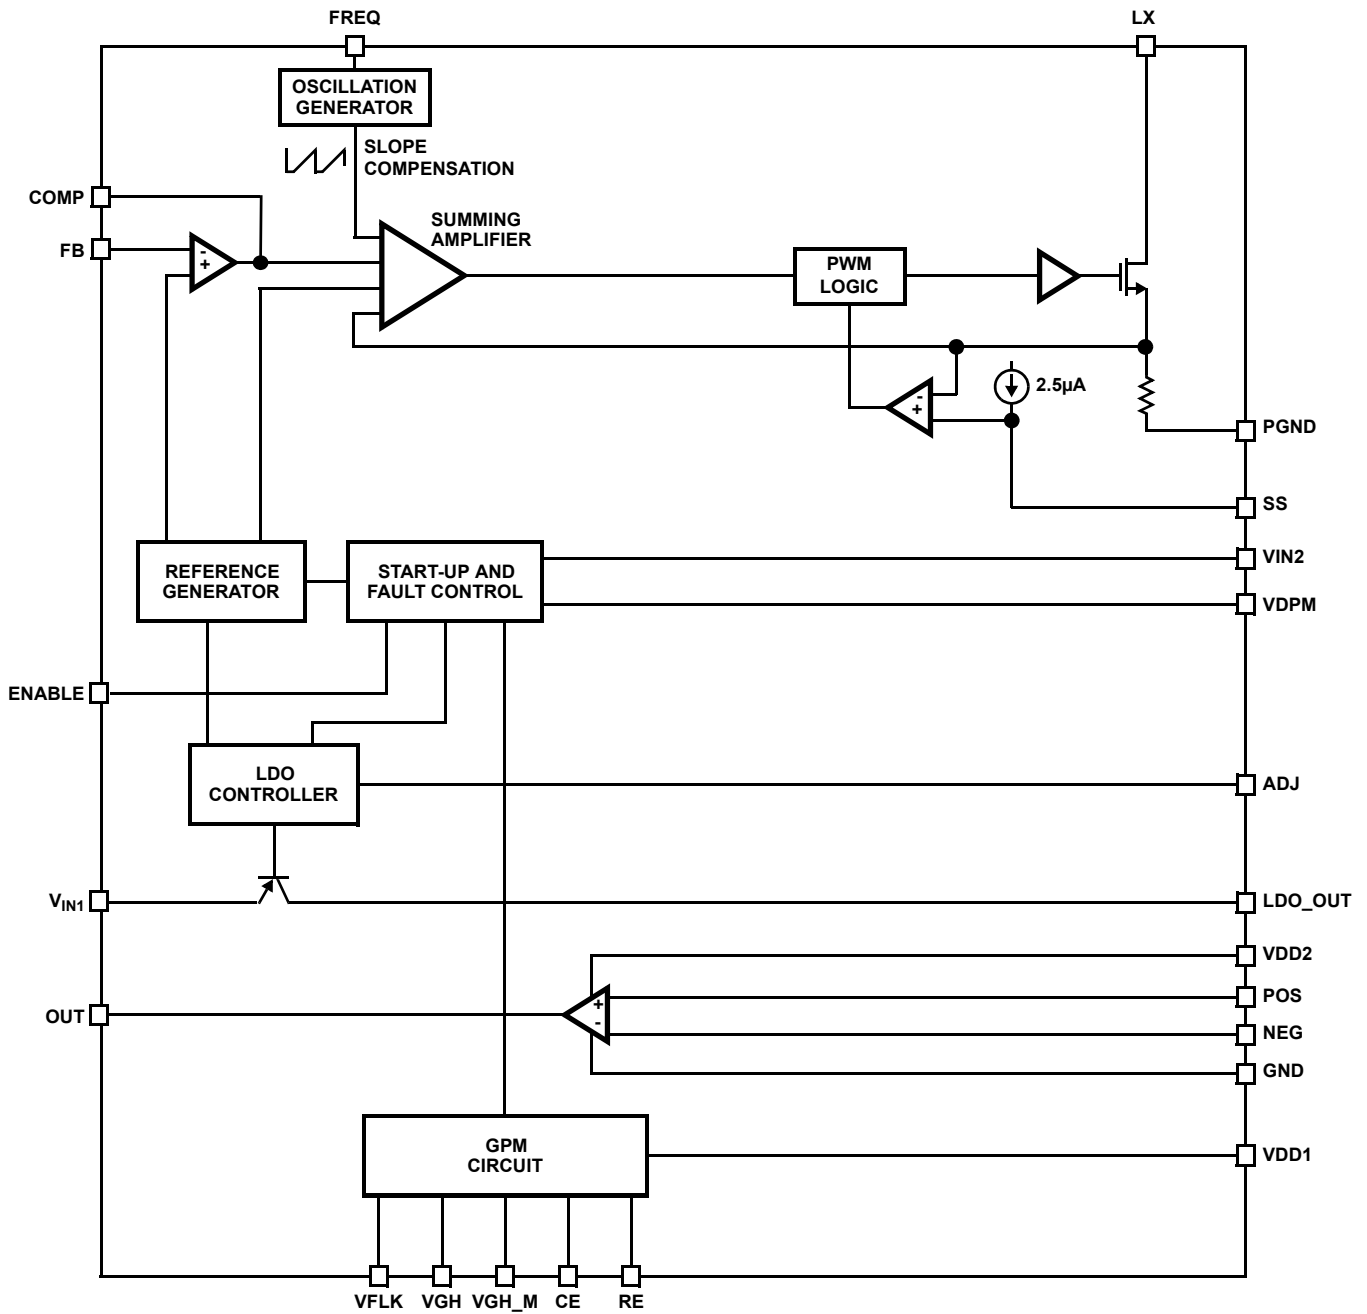 FREQ
LX
OSCILLATION
GENERATOR
SLOPE
COMPENSATION
COMP
SUMMING
AMPLIFIER
FB
-
+
PWM
LOGIC
2.5µA
-
+
PGND
SS
REFERENCE
GENERATOR
START-UP AND
FAULT CONTROL
VIN2
VDPM
ENABLE
LDO
CONTROLLER
ADJ
VIN1
LDO_OUT
VDD2
+
-
POS
OUT
NEG
GND
GPM
CIRCUIT
VDD1
VFLK
VGH
VGH_M
CE
RE